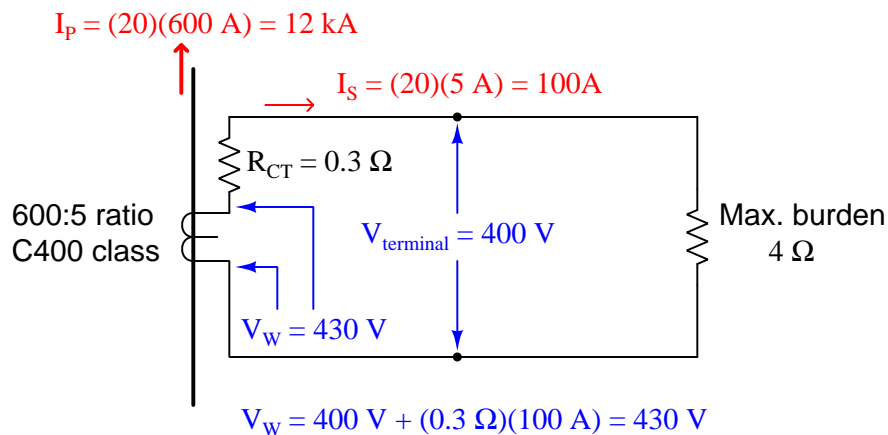 I_P = (20)(600 A) = 12 kA
I_S = (20)(5 A) = 100A
R_CT = 0.3 Ω
600:5 ratio
C400 class
V_terminal = 400 V
Max. burden
4 Ω
V_W = 430 V
V_W = 400 V + (0.3 Ω)(100 A) = 430 V